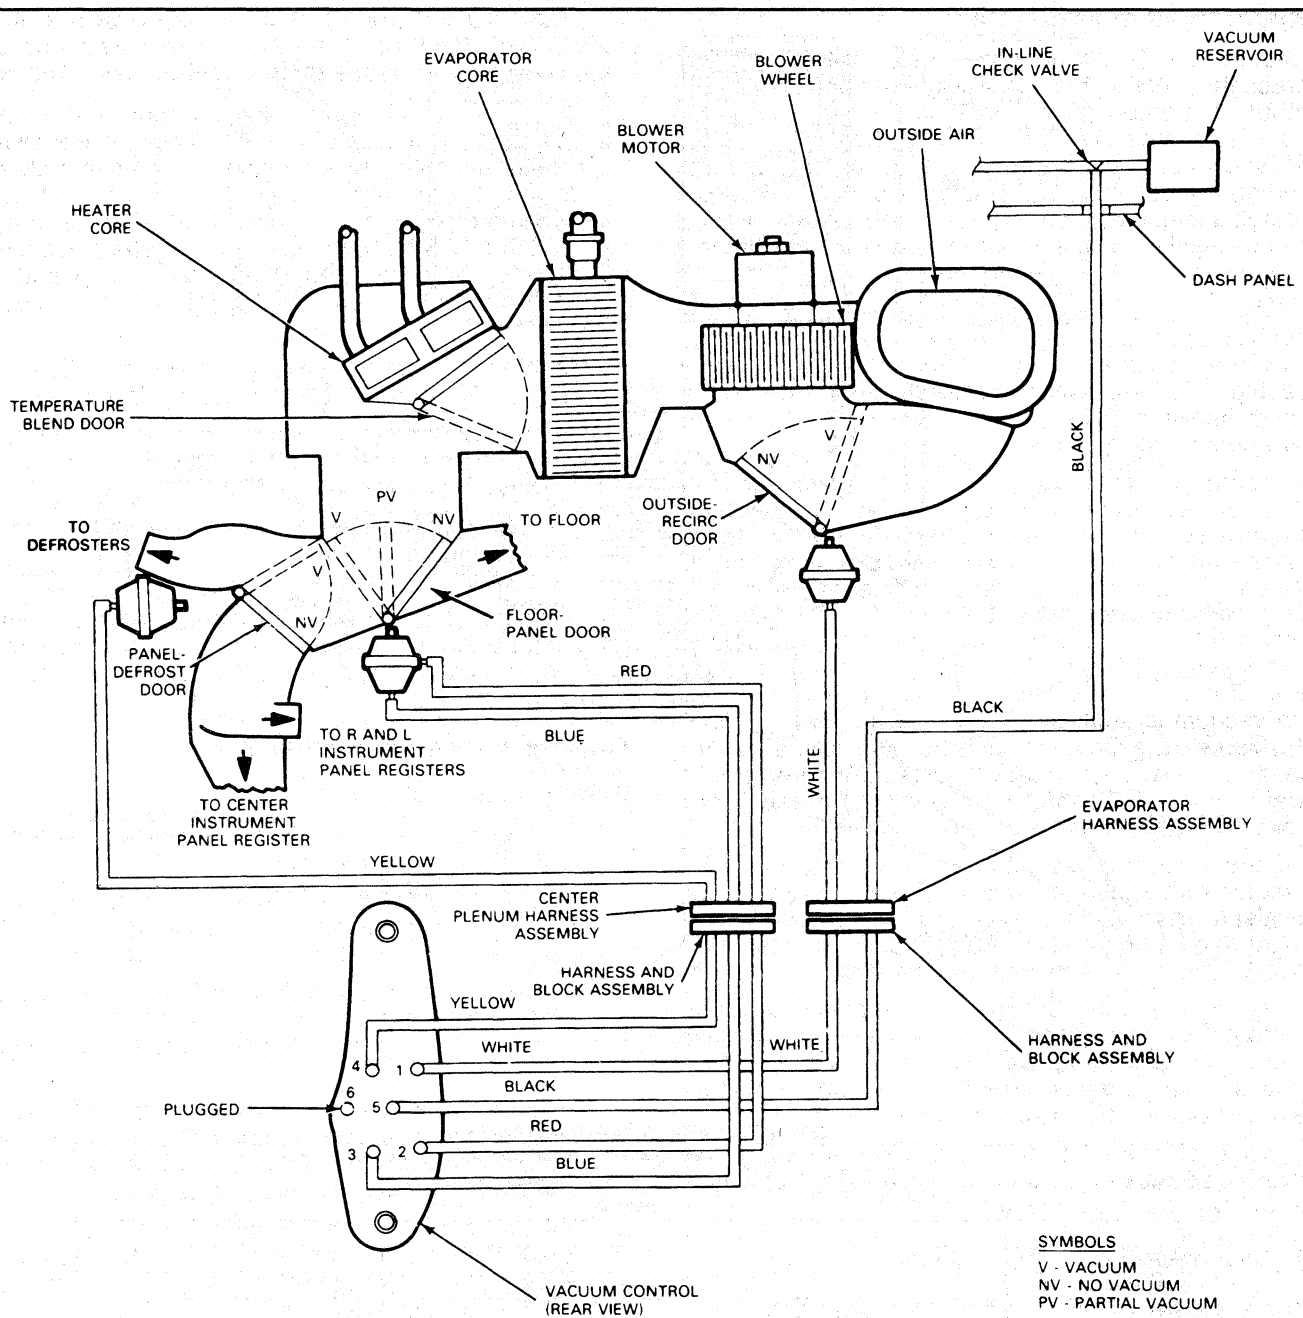 VACUUM
RESERVOIR
IN-LINE
CHECK VALVE
EVAPORATOR
CORE
BLOWER
WHEEL
BLOWER
MOTOR
OUTSIDE AIR
HEATER
CORE
DASH PANEL
TEMPERATURE
BLEND DOOR
BLACK
V
NV
OUTSIDE-
RECIRC
DOOR
PV
V
NV
TO FLOOR
TO
DEFROSTERS
V
NV
FLOOR-
PANEL DOOR
PANEL-
DEFROST
DOOR
RED
BLUE
BLACK
WHITE
TO R AND L
INSTRUMENT
PANEL REGISTERS
TO CENTER
INSTRUMENT
PANEL REGISTER
EVAPORATOR
HARNESS ASSEMBLY
YELLOW
CENTER
PLENUM HARNESS
ASSEMBLY
HARNESS AND
BLOCK ASSEMBLY
YELLOW
WHITE
WHITE
HARNESS AND
BLOCK ASSEMBLY
4
1
BLACK
6
PLUGGED
5
RED
3
2
BLUE
VACUUM CONTROL
(REAR VIEW)
SYMBOLS
V - VACUUM
NV - NO VACUUM
PV - PARTIAL VACUUM